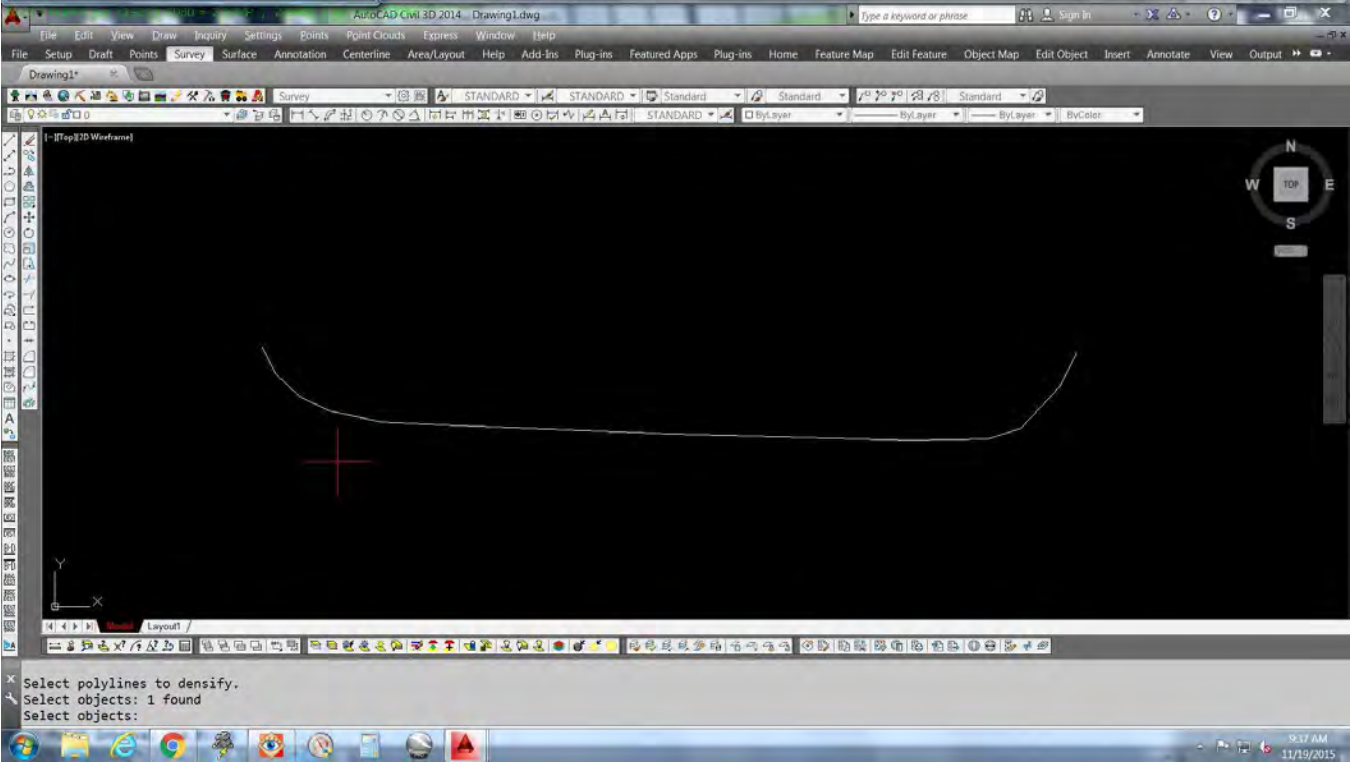 AutoCAD Civil 3D 2014 Drawing1.dwg
Type a keyword or phrase
Sign In
File Edit View Draw Inquiry Settings Points Point Clouds Express Window Help
File Setup Draft Points Survey Surface Annotation Centerline Area/Layout Help Add-Ins Plug-ins Featured Apps Plug-ins Home Feature Map Edit Feature Object Map Edit Object Insert Annotate View Output
Drawing1*
Survey STANDARD STANDARD Standard Standard Standard
0 STANDARD ByLayer ByLayer ByLayer ByColor
[-][Top][2D Wireframe]
N
W TOP E
S
Y
X
Model Layout1
Select polylines to densify.
Select objects: 1 found
Select objects:
9:37 AM
11/19/2015